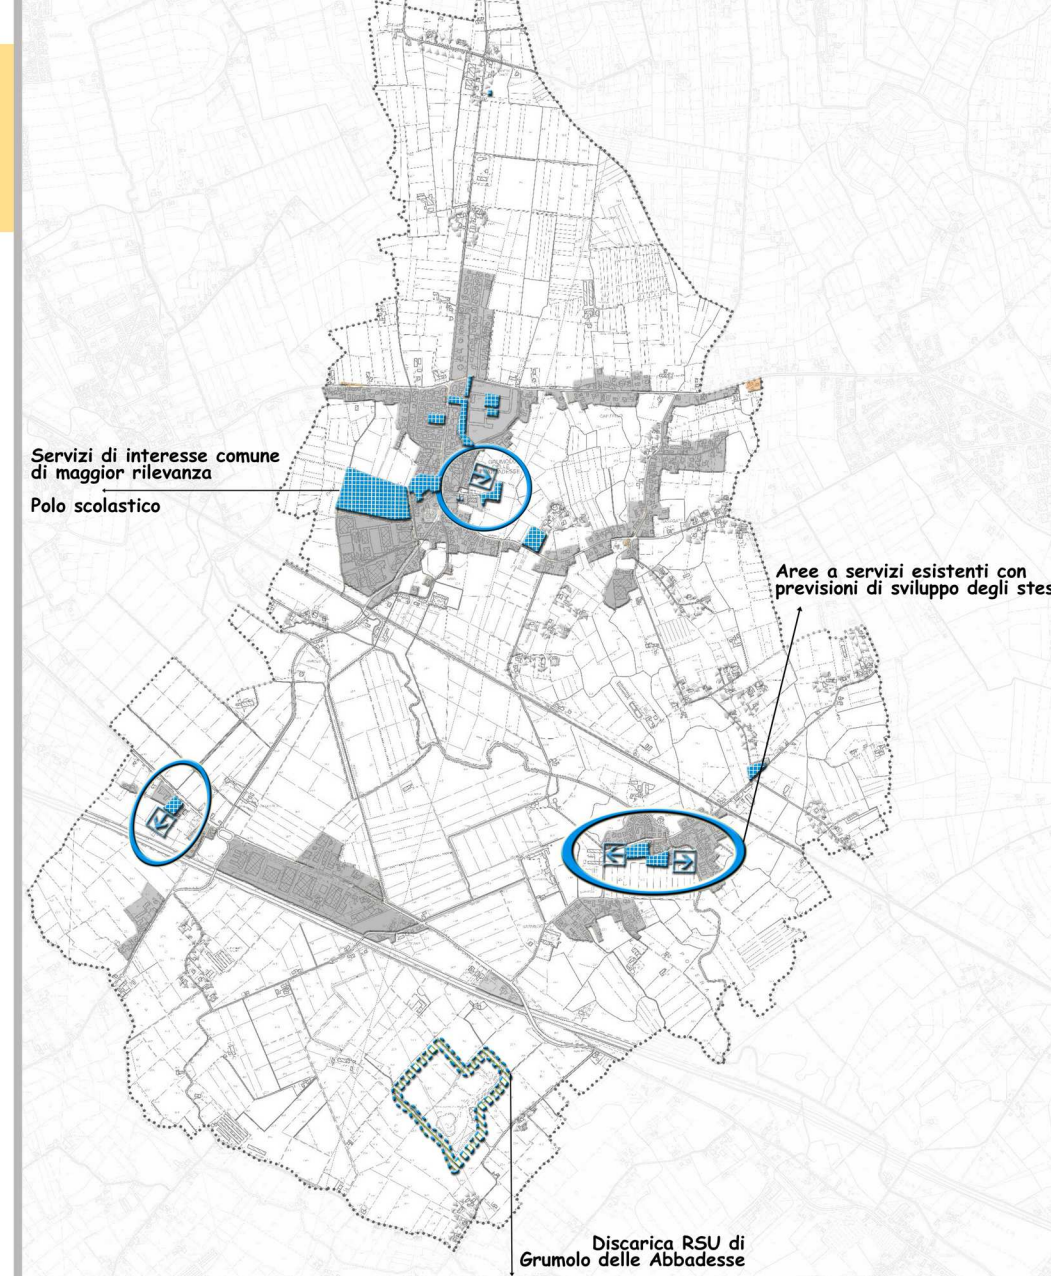 Servizi di interesse comune
di maggior rilevanza
Polo scolastico
Aree a servizi esistenti con
previsioni di sviluppo degli stes
Discarica RSU di
Grumolo delle Abbadesse